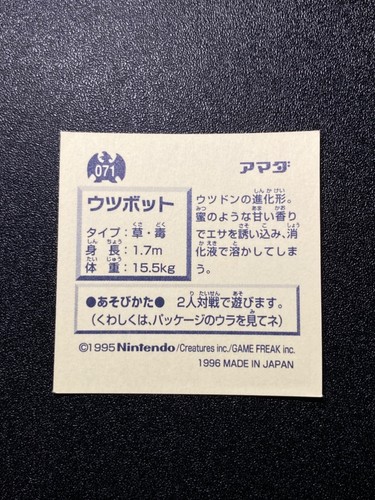 071
アマダ
ウツボット
タイプ：草・毒
身長：1.7m
体重：15.5kg
ウツドンの進化形。
蜜のような甘い香り
でエサを誘い込み、消
化液で溶かしてしま
う。
●あそびかた● 2人対戦で遊びます。
(くわしくは、パッケージのウラを見てネ)
©1995 Nintendo/Creatures inc./GAME FREAK inc.
1996 MADE IN JAPAN